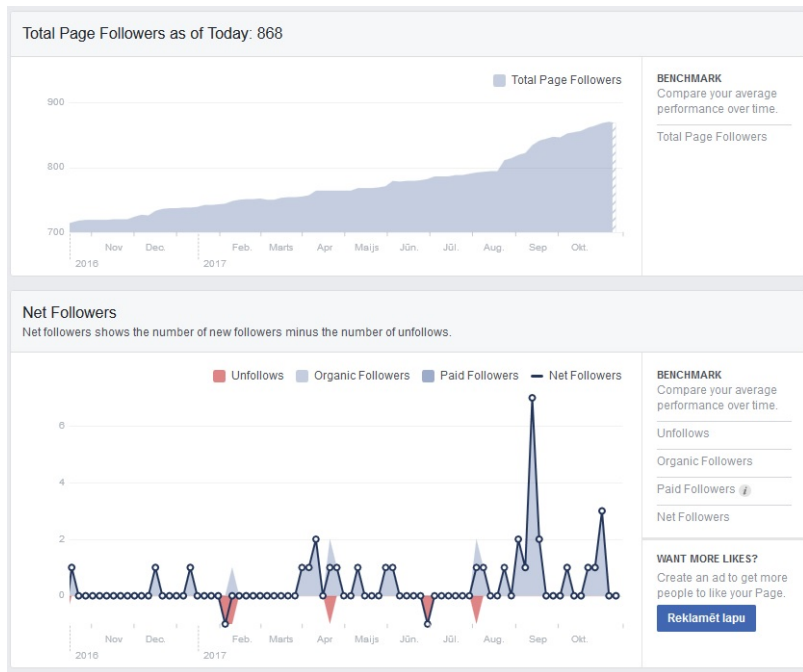 Total Page Followers as of Today: 868
Total Page Followers
BENCHMARK
Compare your average
performance over time.
Total Page Followers
900
800
700
Nov Dec. Feb. Marts Apr Maijs Jūn. Jūl. Aug. Sep Okt.
2016 2017
Net Followers
Net followers shows the number of new followers minus the number of unfollows.
Unfollows Organic Followers Paid Followers Net Followers
BENCHMARK
Compare your average
performance over time.
Unfollows
Organic Followers
Paid Followers i
Net Followers
6
4
2
0
Nov Dec. Feb. Marts Apr Maijs Jūn. Jūl. Aug. Sep Okt.
2016 2017
WANT MORE LIKES?
Create an ad to get more
people to like your Page.
Reklamēt lapu